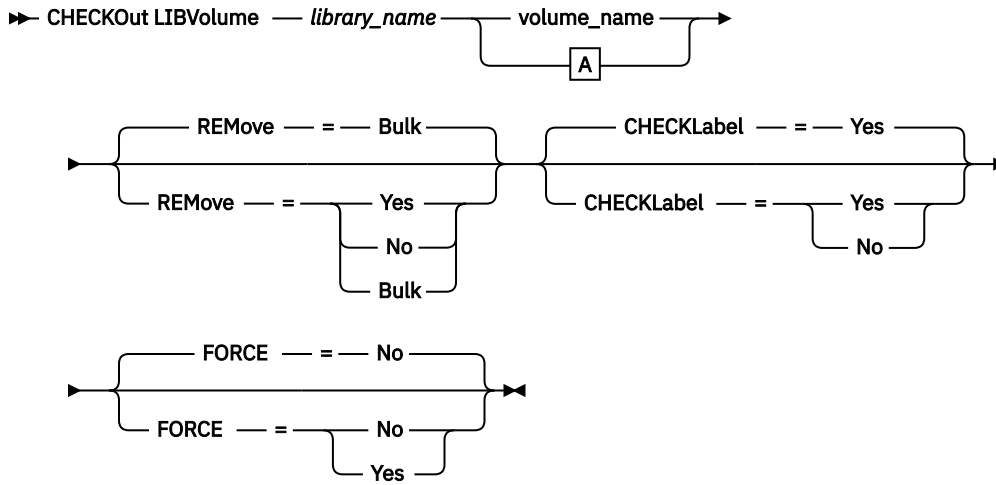 CHECKOut LIBVolume library_name volume_name
A
REMove = Bulk CHECKLabel = Yes
REMove = Yes CHECKLabel = Yes
No No
Bulk
FORCE = No
FORCE = No
Yes